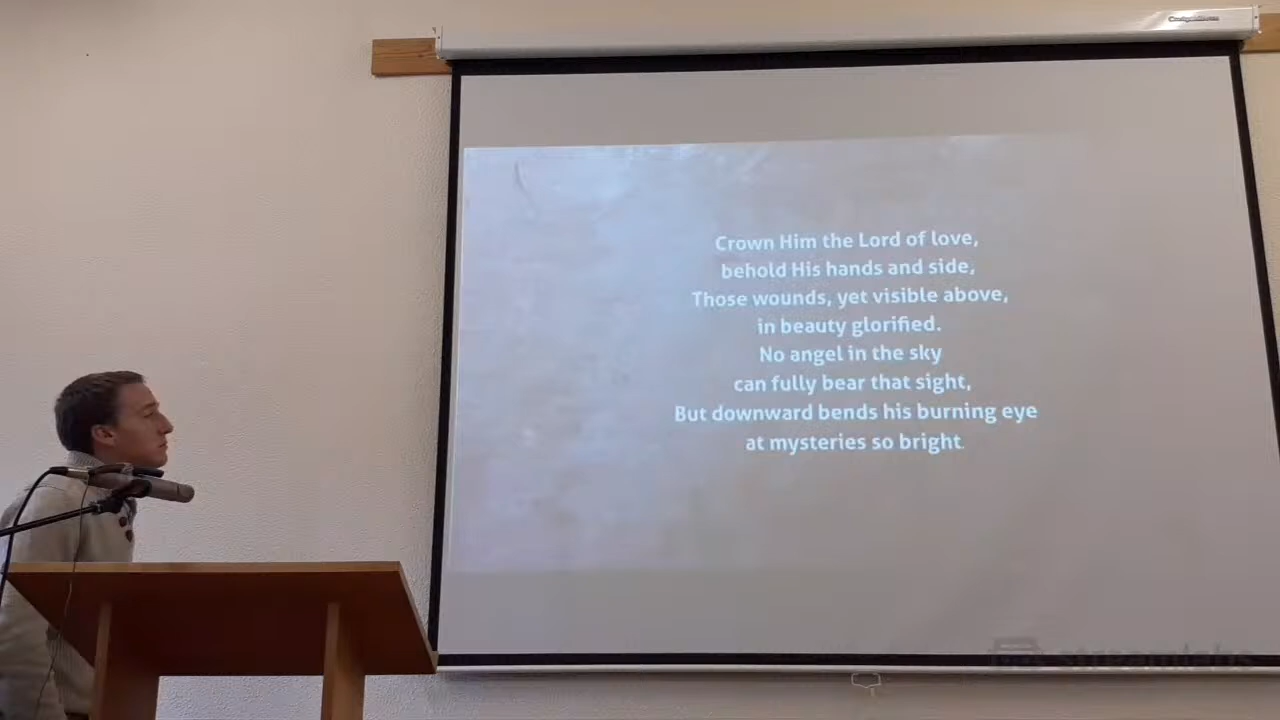 Crown Him the Lord of love,
behold His hands and side,
Those wounds, yet visible above,
in beauty glorified.
No angel in the sky
can fully bear that sight,
But downward bends his burning eye
at mysteries so bright.
streamlabs